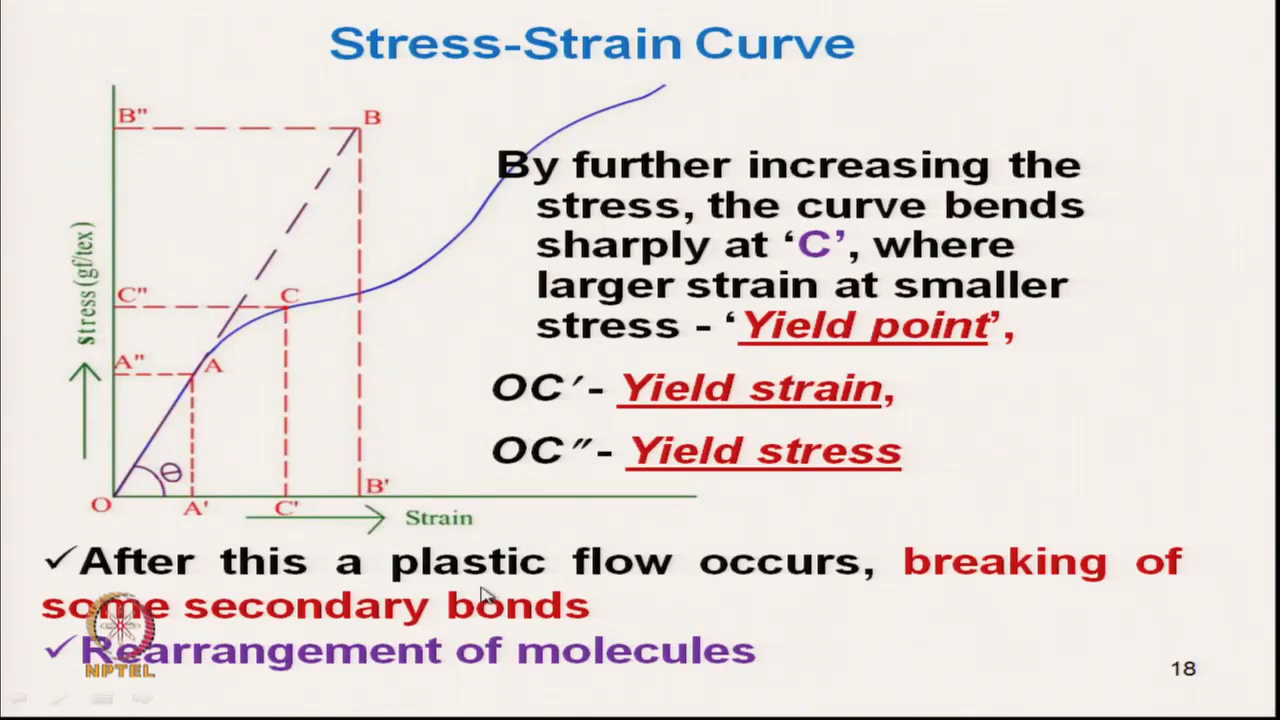 Stress-Strain Curve
B"
B
By further increasing the
stress, the curve bends
sharply at ‘C’, where
larger strain at smaller
stress - ‘Yield point’,
OC′- Yield strain,
OC″- Yield stress
Stress (gf/tex)
C"
C
A"
A
Θ
O
A'
C'
B'
Strain
✓After this a plastic flow occurs, breaking of
some secondary bonds
✓Rearrangement of molecules
NPTEL
18